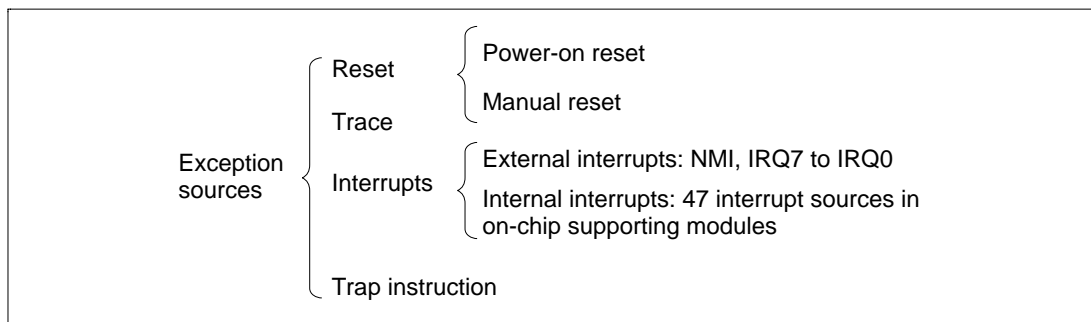 Exception
sources
Reset
Power-on reset
Manual reset
Trace
Interrupts
External interrupts: NMI, IRQ7 to IRQ0
Internal interrupts: 47 interrupt sources in
on-chip supporting modules
Trap instruction